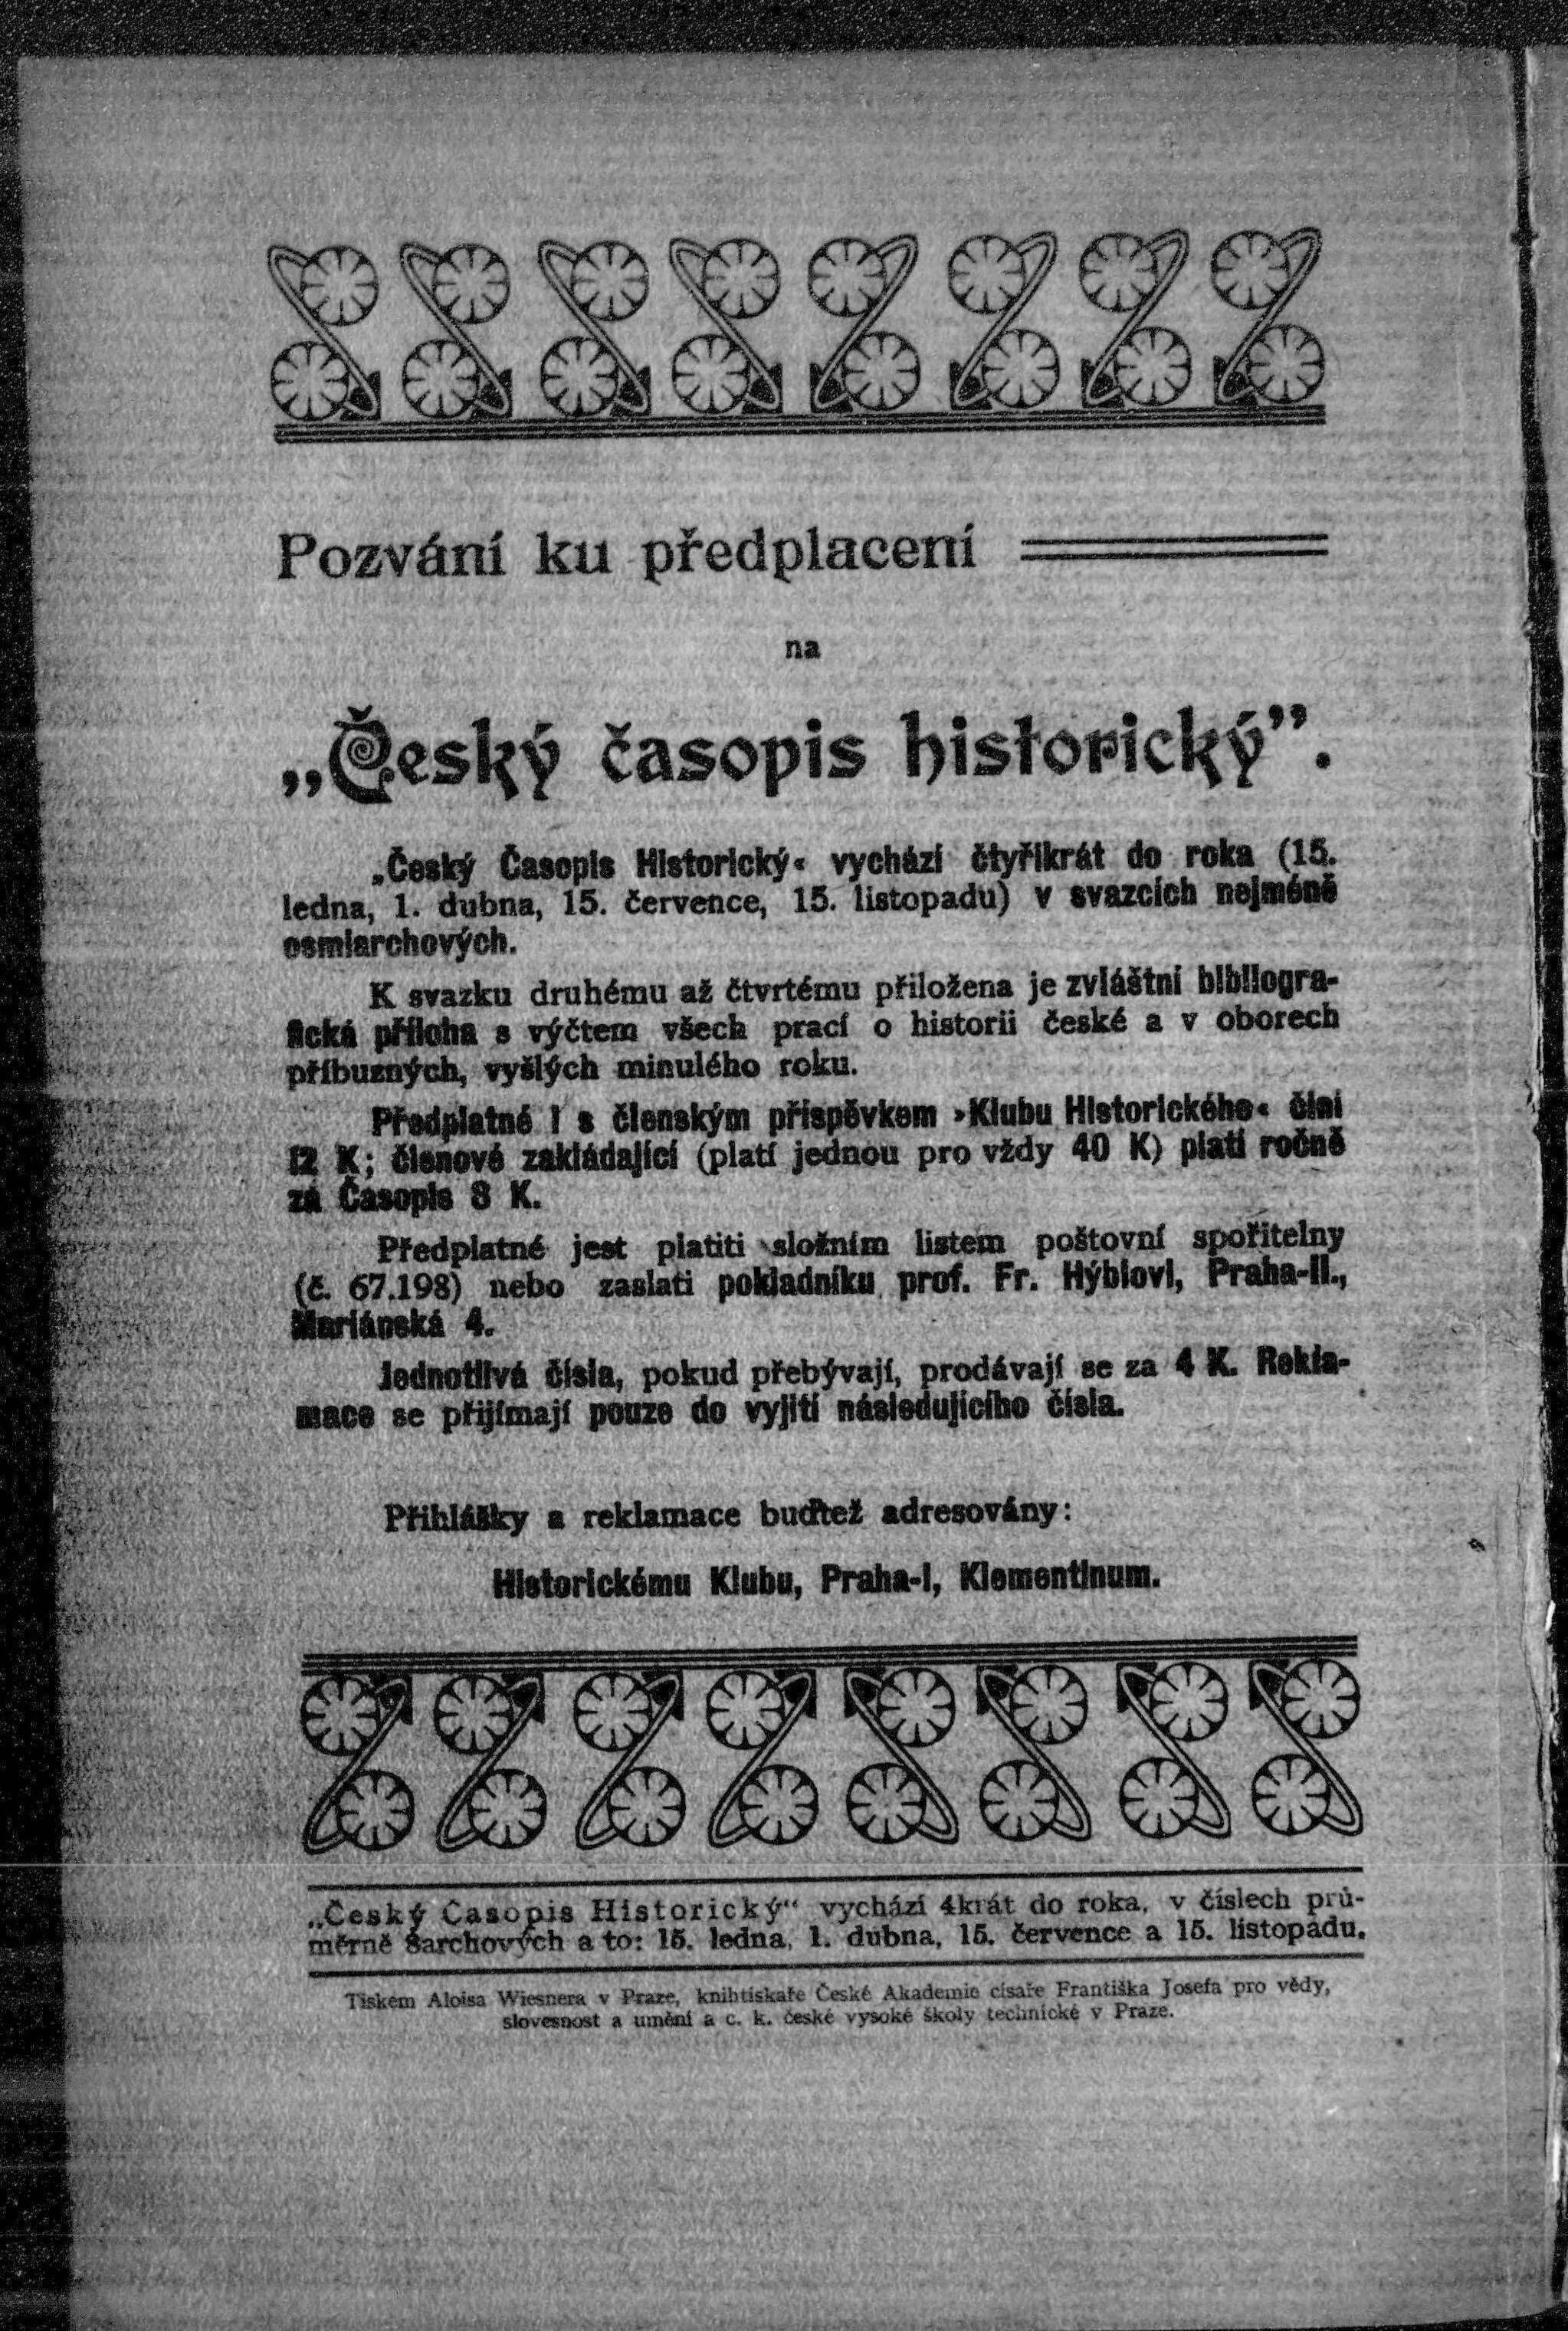 Pozvání ku předplacení
na
„Český časopis historický”.
„Český Časopis Historický« vychází čtyřikrát do roka (15.
ledna, 1. dubna, 15. července, 15. listopadu) v svazcích nejméně
osmiarchových.
K svazku druhému až čtvrtému přiložena je zvláštní bibliogra-
fická příloha s výčtem všech prací o historii české a v oborech
příbuzných, vyšlých minulého roku.
Předplatné i s členským příspěvkem »Klubu Historického« činí
12 K; členové zakládající (platí jednou pro vždy 40 K) platí ročně
za Časopis 8 K.
Předplatné jest platiti složním listem poštovní spořitelny
(č. 67.198) nebo zaslati pokladníku prof. Fr. Hýblovi, Praha-II.,
Mariánská 4.
Jednotlivá čísla, pokud přebývají, prodávají se za 4 K. Rekla-
mace se přijímají pouze do vyjití následujícího čísla.
Přihlášky a reklamace buďtež adresovány:
Historickému Klubu, Praha-I, Klementinum.
„Český Časopis Historický“ vychází 4krát do roka, v číslech prů-
měrně 8archových a to: 15. ledna, 1. dubna, 15. července a 15. listopadu.
Tiskem Aloisa Wiesnera v Praze, knihtiskaře České Akademie císaře Františka Josefa pro vědy,
slovesnost a umění a c. k. české vysoké školy technické v Praze.